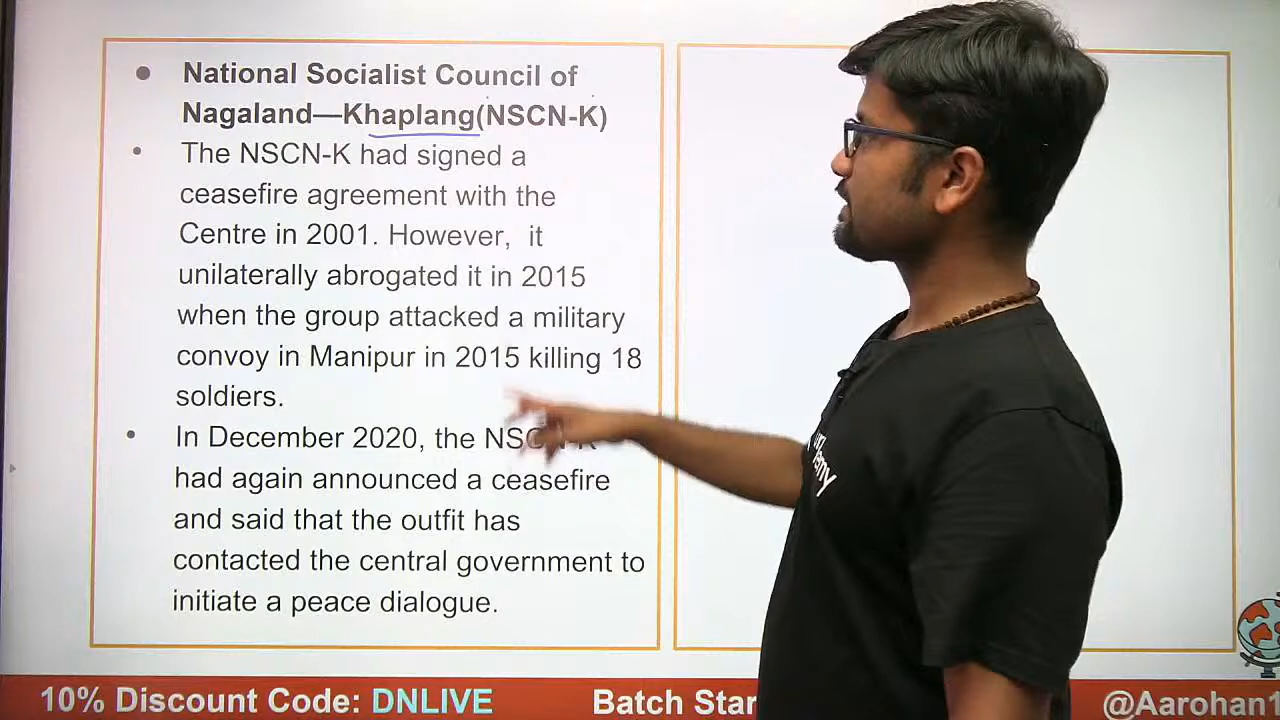 ● National Socialist Council of
Nagaland—Khaplang(NSCN-K)
• The NSCN-K had signed a
ceasefire agreement with the
Centre in 2001. However, it
unilaterally abrogated it in 2015
when the group attacked a military
convoy in Manipur in 2015 killing 18
soldiers.
• In December 2020, the NSCN-K
had again announced a ceasefire
and said that the outfit has
contacted the central government to
initiate a peace dialogue.
10% Discount Code: DNLIVE
Batch Star
@Aarohan1